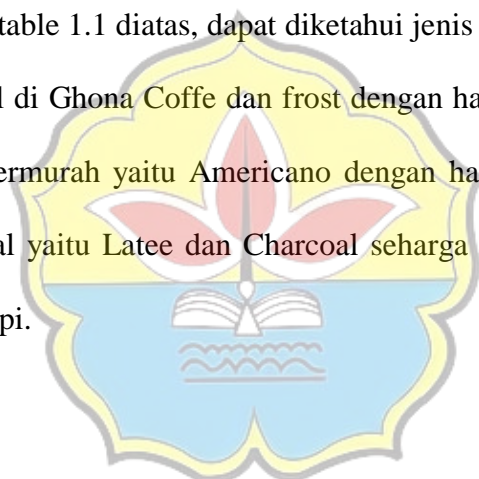 table 1.1 diatas, dapat diketahui jenis
l di Ghona Coffe dan frost dengan ha
ermurah yaitu Americano dengan ha
al yaitu Latee dan Charcoal seharga
pi.